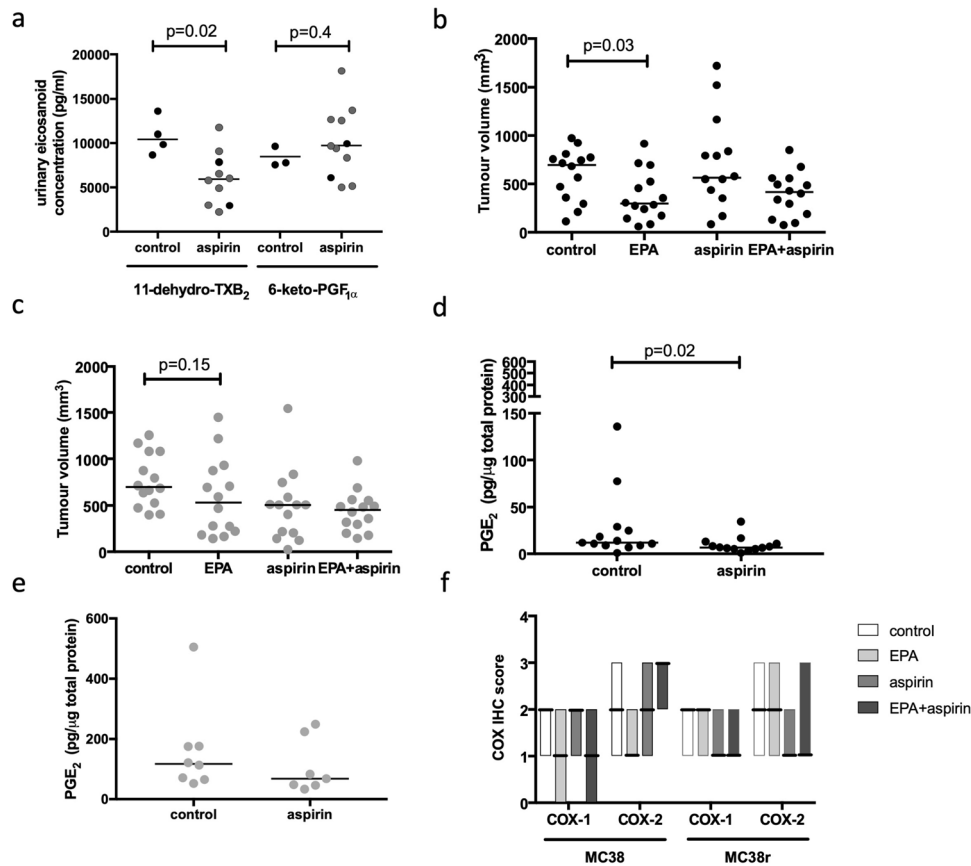 a
p=0.02
p=0.4
urinary eicosanoid
concentration (pg/ml)
20000
15000
10000
5000
0
control
aspirin
control
aspirin
11-dehydro-TXB2
6-keto-PGF1α
b
p=0.03
Tumour volume (mm3)
2000
1500
1000
500
0
control
EPA
aspirin
EPA+aspirin
c
p=0.15
Tumour volume (mm3)
2000
1500
1000
500
0
control
EPA
aspirin
EPA+aspirin
d
p=0.02
PGE2 (pg/µg total protein)
600
500
400
300
150
100
50
0
control
aspirin
e
PGE2 (pg/µg total protein)
600
400
200
0
control
aspirin
f
COX IHC score
4
3
2
1
0
COX-1
COX-2
COX-1
COX-2
MC38
MC38r
control
EPA
aspirin
EPA+aspirin